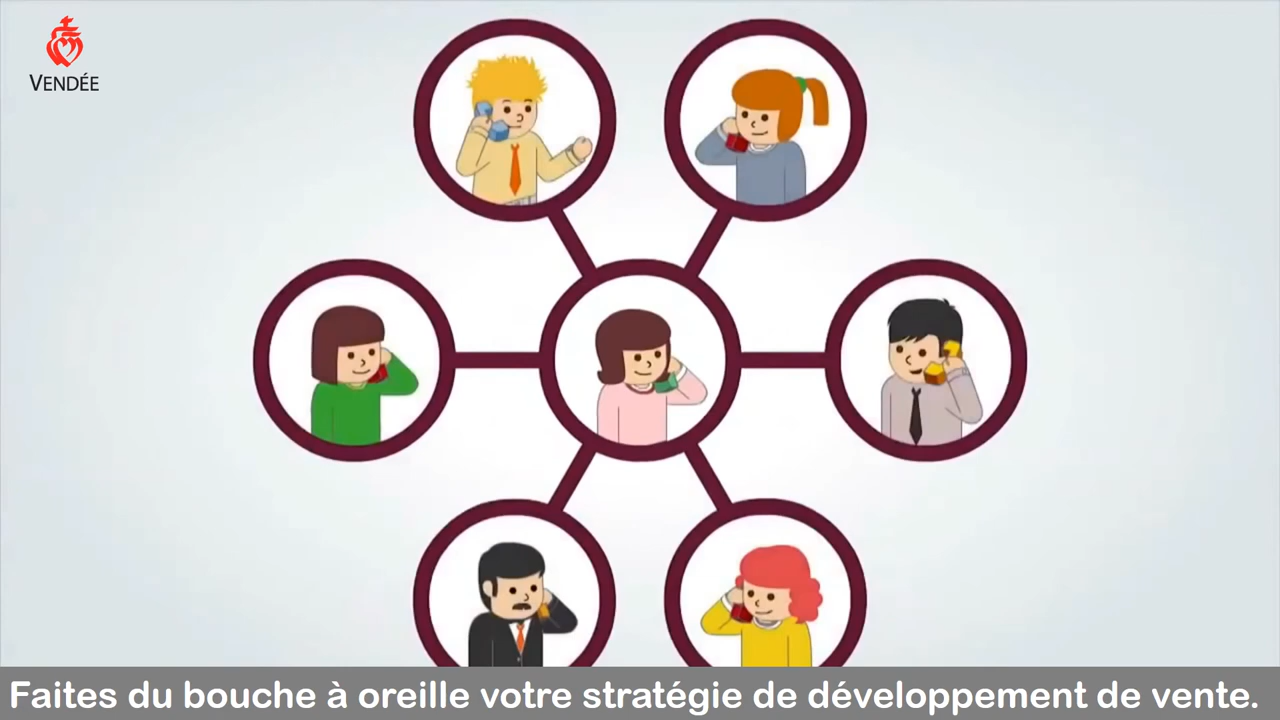 VENDÉE
Faites du bouche à oreille votre stratégie de développement de vente.